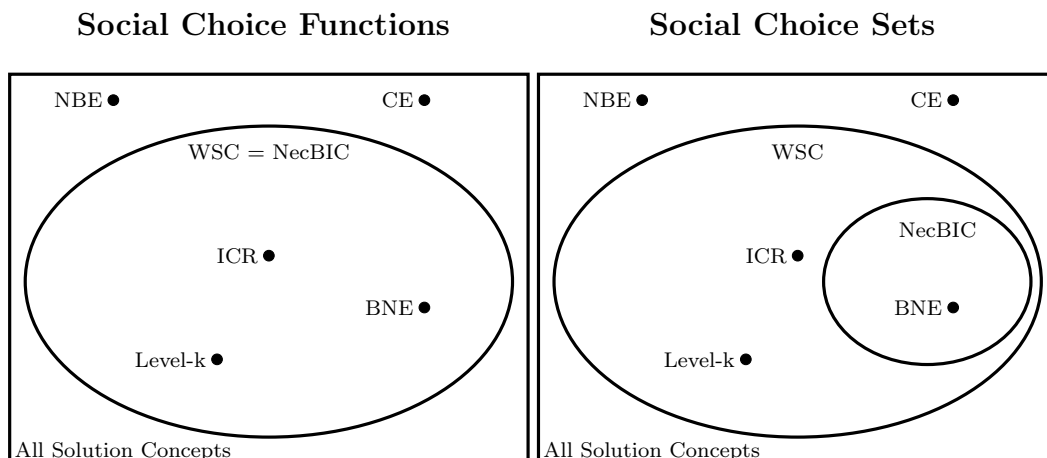 Social Choice Functions
NBE
CE
WSC = NecBIC
ICR
BNE
Level-k
All Solution Concepts
Social Choice Sets
NBE
CE
WSC
NecBIC
ICR
BNE
Level-k
All Solution Concepts